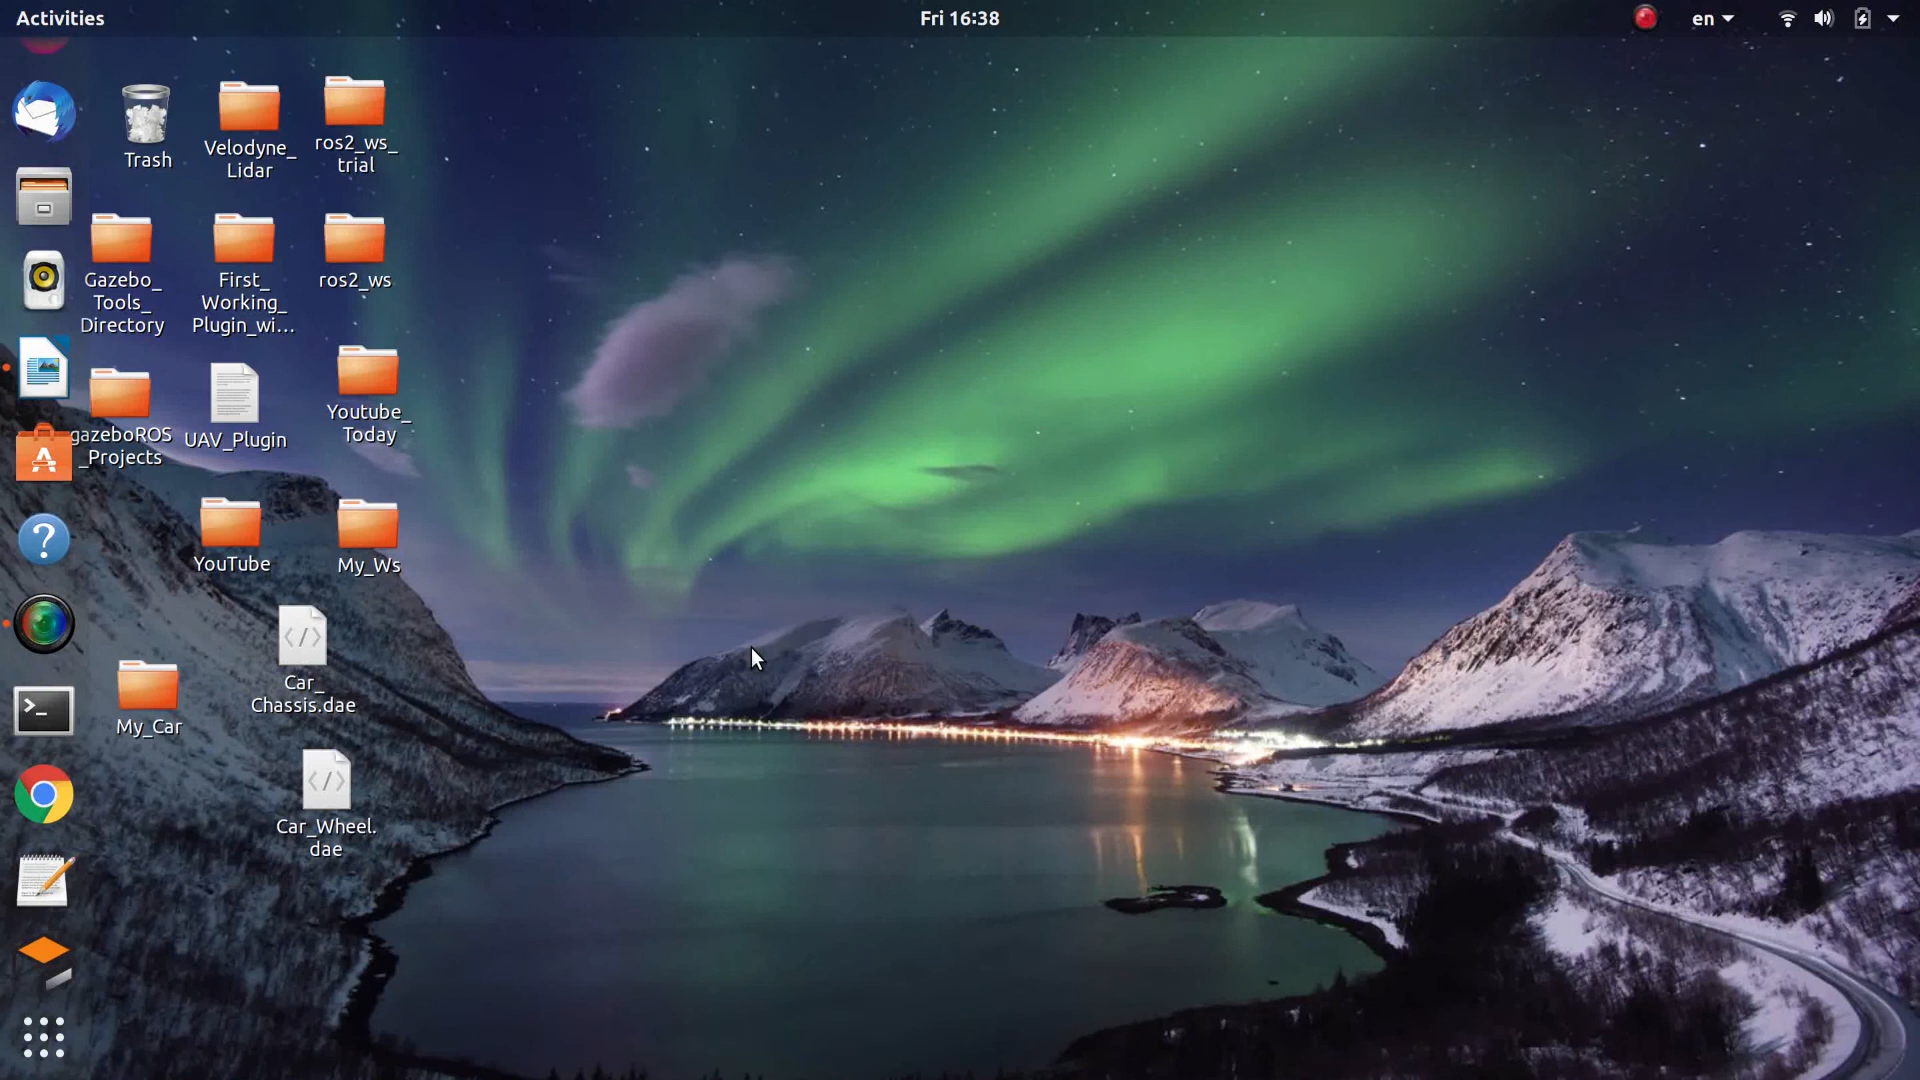 Activities
Fri 16:38
en
Trash
Velodyne_
Lidar
ros2_ws_
trial
Gazebo_
Tools_
Directory
First_
Working_
Plugin_wi...
ros2_ws
gazeboROS
_Projects
UAV_Plugin
Youtube_
Today
YouTube
My_Ws
My_Car
Car_
Chassis.dae
Car_Wheel.
dae